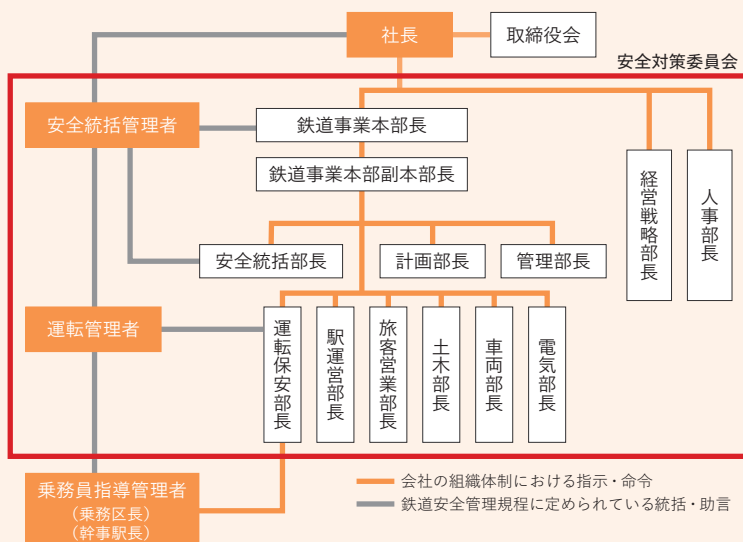 社長
取締役会
安全対策委員会
安全統括管理者
鉄道事業本部長
鉄道事業本部副本部長
経営戦略部長
人事部長
安全統括部長
計画部長
管理部長
運転管理者
運転保安部長
駅運営部長
旅客営業部長
土木部長
車両部長
電気部長
乗務員指導管理者
（乗務区長）
（幹事駅長）
会社の組織体制における指示・命令
鉄道安全管理規程に定められている統括・助言